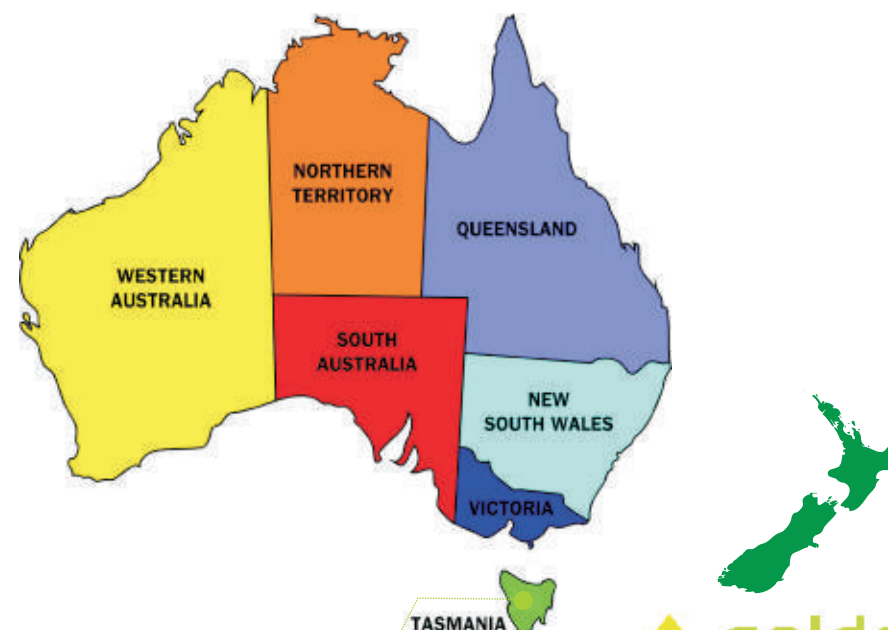 NORTHERN
TERRITORY
QUEENSLAND
WESTERN
AUSTRALIA
SOUTH
AUSTRALIA
NEW
SOUTH WALES
VICTORIA
TASMANIA